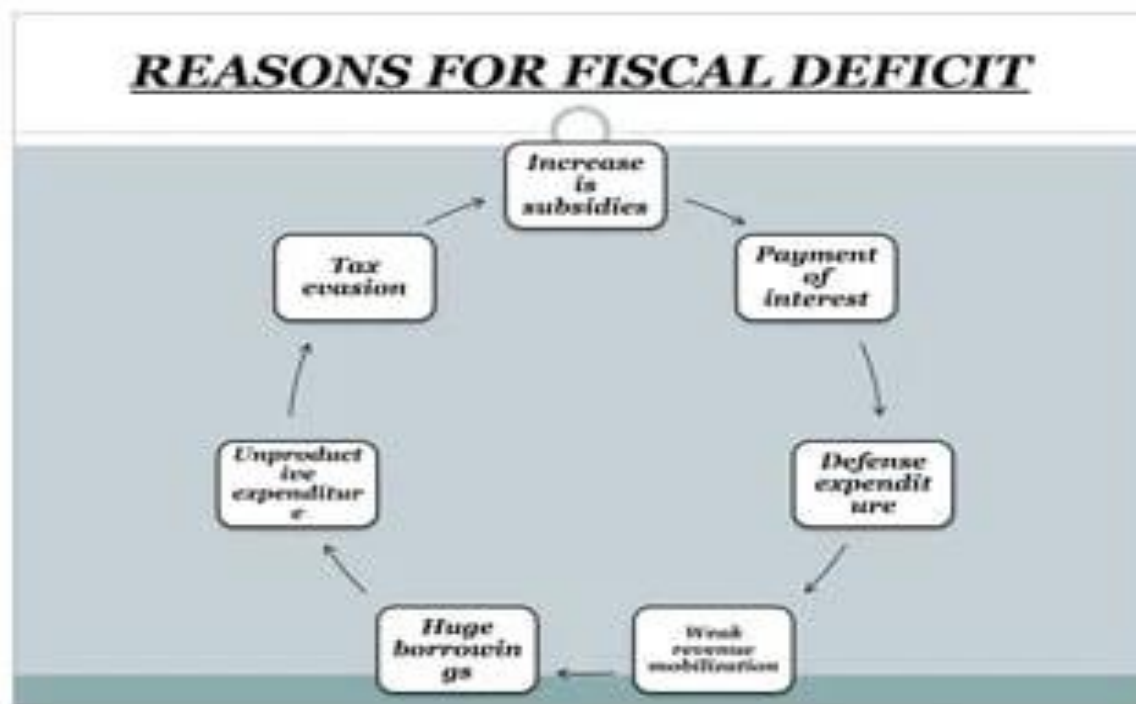 REASONS FOR FISCAL DEFICIT
Increase
is
subsidies
Payment
of
interest
Defense
expendit
ure
Weak
revenue
mobilization
Huge
borrowin
gs
Unproduct
ive
expenditur
e
Tax
evasion